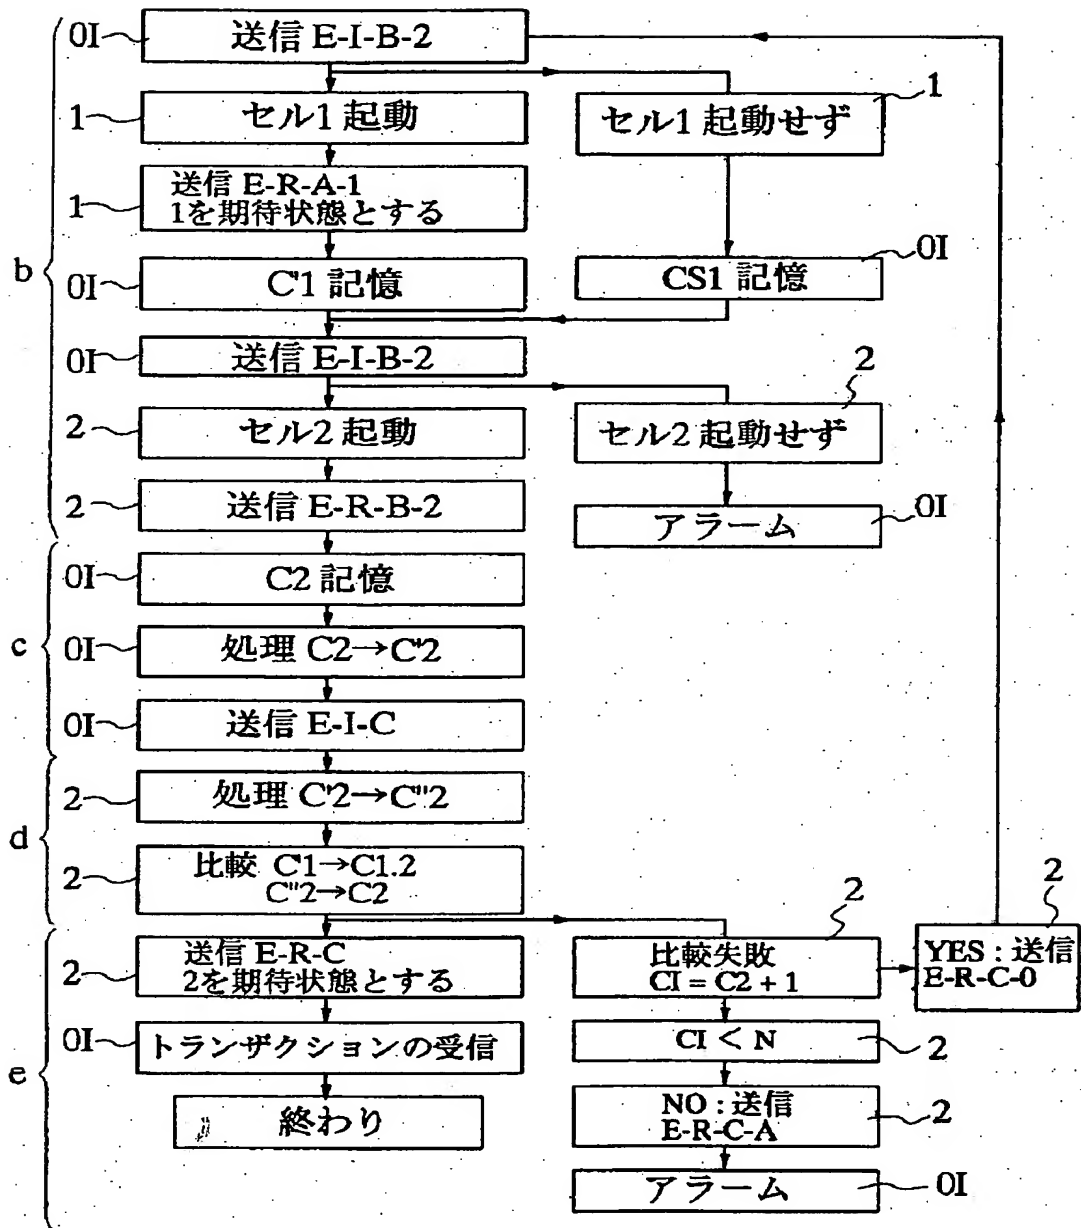 0I
送信 E-I-B-2
1
セル1 起動
1
セル1 起動せず
1
送信 E-R-A-1
1を期待状態とする
b
0I
C'1 記憶
0I
CS1 記憶
0I
送信 E-I-B-2
2
セル2 起動
2
セル2 起動せず
2
送信 E-R-B-2
0I
アラーム
c
0I
C2 記憶
0I
処理 C2→C'2
0I
送信 E-I-C
d
2
処理 C'2→C"2
2
比較 C'1→C1.2
C"2→C2
e
2
送信 E-R-C
2を期待状態とする
2
比較失敗
CI = C2 + 1
2
YES : 送信
E-R-C-0
0I
トランザクションの受信
CI < N
2
終わり
NO : 送信
E-R-C-A
2
アラーム
0I